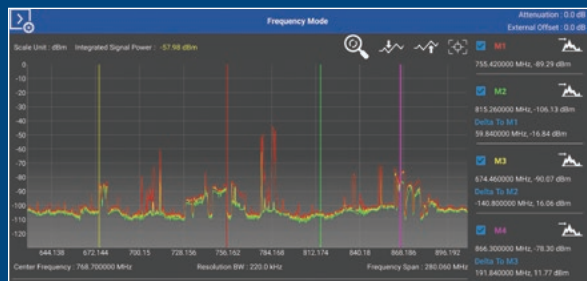 Frequency Mode
Attenuation : 0.0 dB
External Offset : 0.0 dB
Scale Unit : dBm Integrated Signal Power : -57.98 dBm
0
-10
-20
-30
-40
-50
-60
-70
-80
-90
-100
-110
-120
644.138 672.144 700.15 728.156 756.162 784.168 812.174 840.18 868.186 896.192
Center Frequency : 768.700000 MHz Resolution BW : 220.0 kHz Frequency Span : 280.060 MHz
M1
755.420000 MHz, -89.29 dBm
M2
815.260000 MHz, -106.13 dBm
Delta To M1
59.840000 MHz, -16.84 dBm
M3
674.460000 MHz, -90.07 dBm
Delta To M2
-140.800000 MHz, 16.06 dBm
M4
866.300000 MHz, -78.30 dBm
Delta To M3
191.840000 MHz, 11.77 dBm